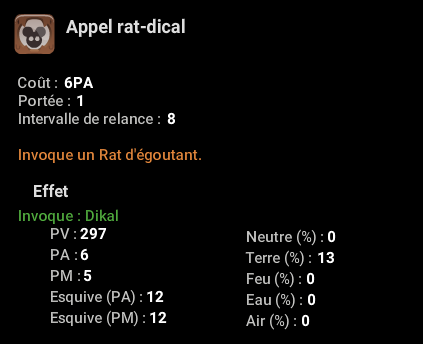 Appel rat-dical
Coût : 6PA
Portée : 1
Intervalle de relance : 8
Invoque un Rat d'égoutant.
Effet
Invoque : Dikal
PV : 297
PA : 6
PM : 5
Esquive (PA) : 12
Esquive (PM) : 12
Neutre (%) : 0
Terre (%) : 13
Feu (%) : 0
Eau (%) : 0
Air (%) : 0